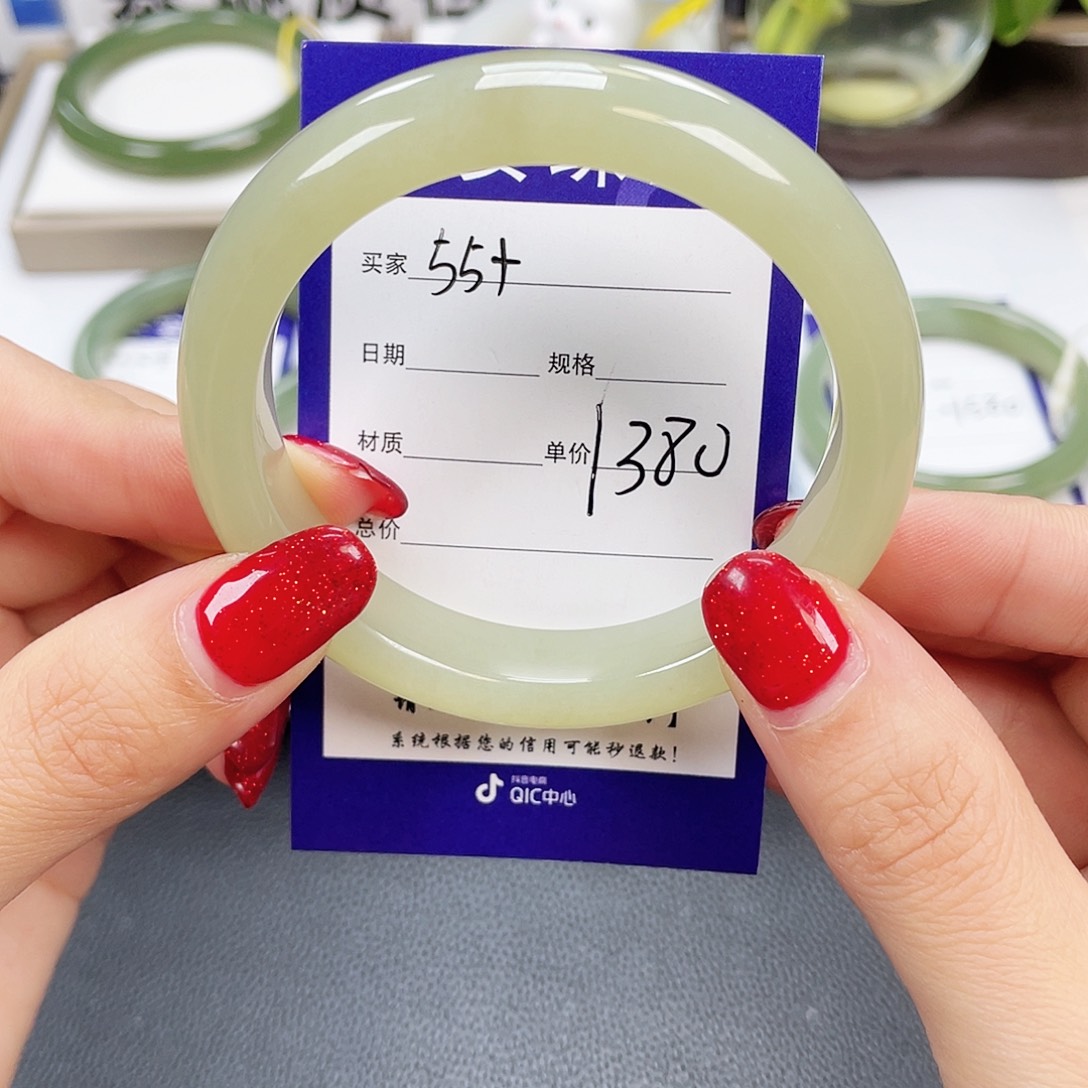 买家 55+
日期 规格
材质 单价 1380
总价
系统根据您的信用可能秒退款!
抖音电商
QIC中心